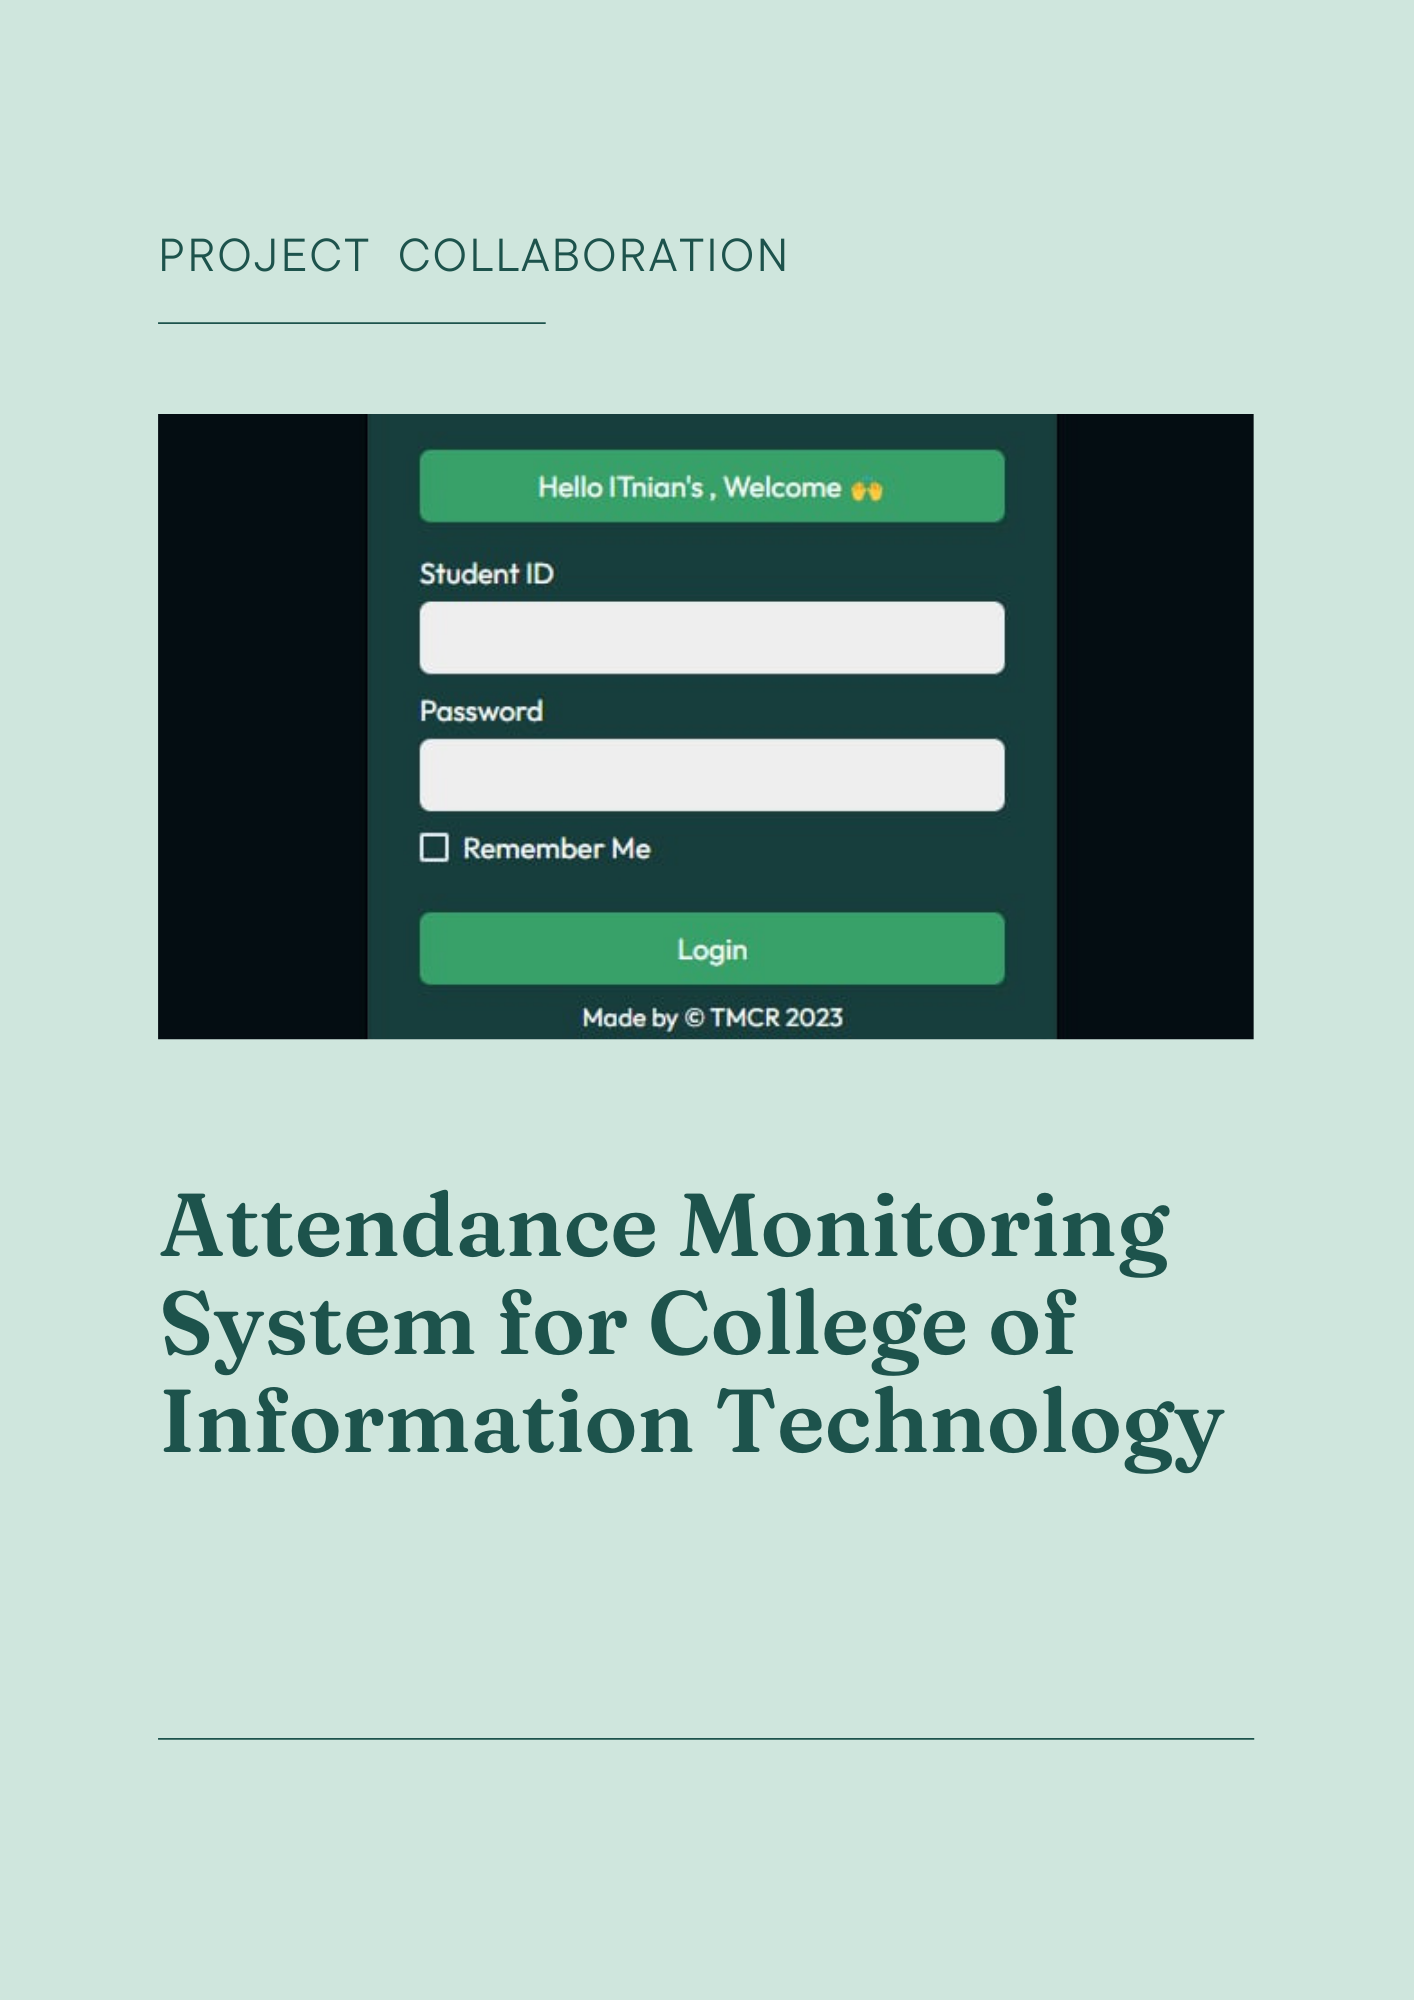 PROJECT COLLABORATION
Hello ITnian's , Welcome 🙌
Student ID
Password
Remember Me
Login
Made by © TMCR 2023
Attendance Monitoring
System for College of
Information Technology